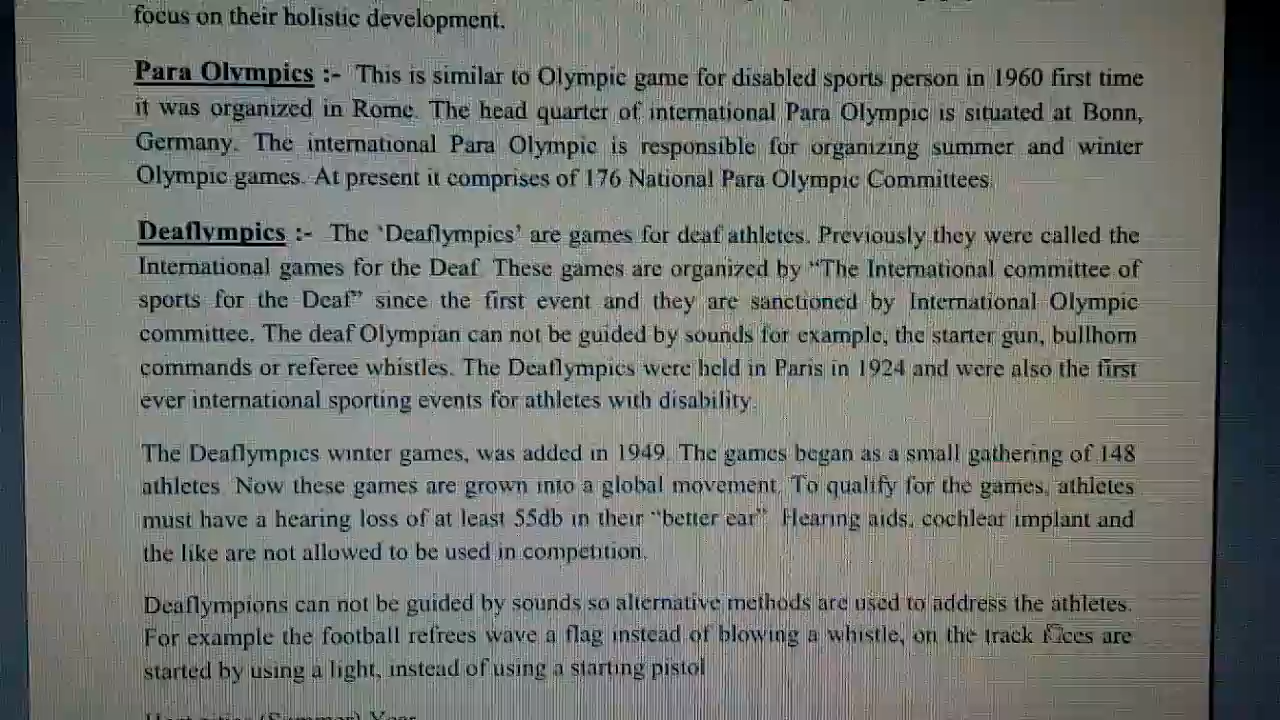 focus on their holistic development.
Para Olympics :- This is similar to Olympic game for disabled sports person in 1960 first time
it was organized in Rome. The head quarter of international Para Olympic is situated at Bonn,
Germany. The international Para Olympic is responsible for organizing summer and winter
Olympic games. At present it comprises of 176 National Para Olympic Committees.
Deaflympics :- The 'Deaflympics' are games for deaf athletes. Previously they were called the
International games for the Deaf. These games are organized by "The International committee of
sports for the Deaf" since the first event and they are sanctioned by International Olympic
committee. The deaf Olympian can not be guided by sounds for example, the starter gun, bullhorn
commands or referee whistles. The Deaflympics were held in Paris in 1924 and were also the first
ever international sporting events for athletes with disability.
The Deaflympics winter games, was added in 1949. The games began as a small gathering of 148
athletes. Now these games are grown into a global movement. To qualify for the games, athletes
must have a hearing loss of at least 55db in their "better ear". Hearing aids, cochlear implant and
the like are not allowed to be used in competition.
Deaflympions can not be guided by sounds so alternative methods are used to address the athletes.
For example the football refrees wave a flag instead of blowing a whistle, on the track are
started by using a light, instead of using a starting pistol
(Summer) Year